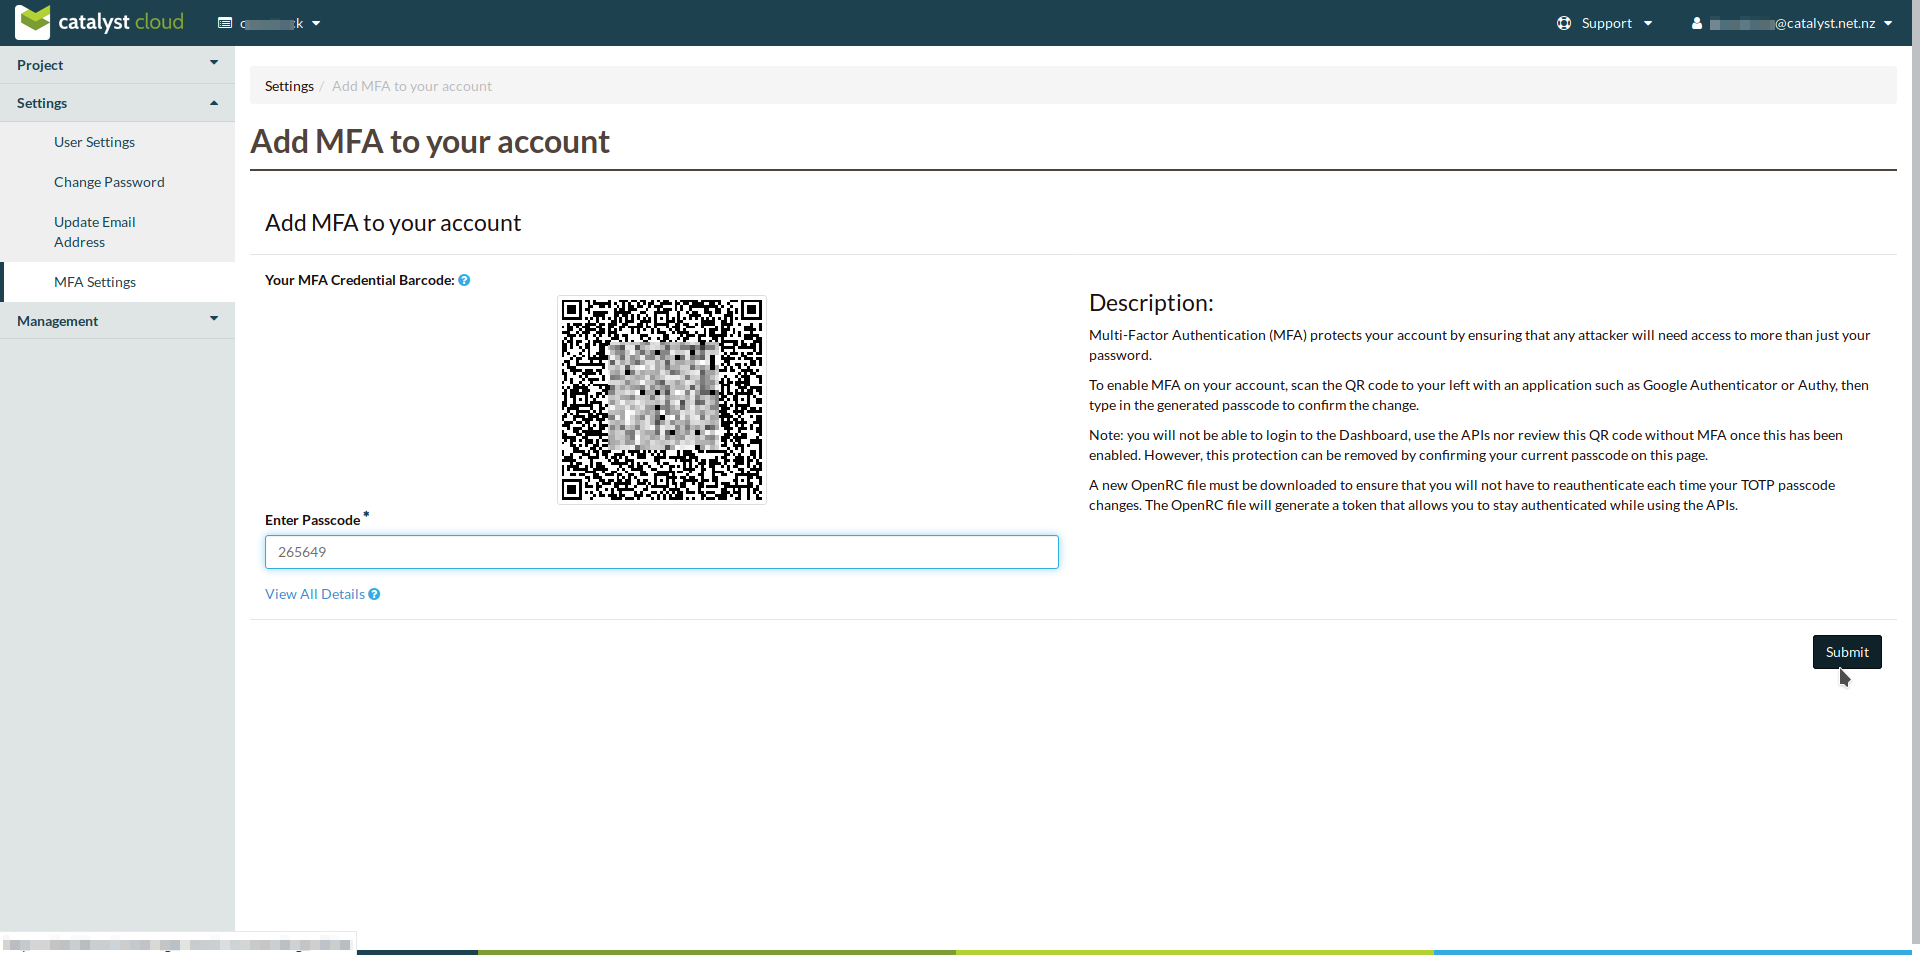 catalyst cloud
Support
@catalyst.net.nz
Project
Settings
User Settings
Change Password
Update Email
Address
MFA Settings
Management
Settings / Add MFA to your account
Add MFA to your account
Add MFA to your account
Your MFA Credential Barcode: ?
Enter Passcode *
265649
View All Details ?
Description:
Multi-Factor Authentication (MFA) protects your account by ensuring that any attacker will need access to more than just your
password.
To enable MFA on your account, scan the QR code to your left with an application such as Google Authenticator or Authy, then
type in the generated passcode to confirm the change.
Note: you will not be able to login to the Dashboard, use the APIs nor review this QR code without MFA once this has been
enabled. However, this protection can be removed by confirming your current passcode on this page.
A new OpenRC file must be downloaded to ensure that you will not have to reauthenticate each time your TOTP passcode
changes. The OpenRC file will generate a token that allows you to stay authenticated while using the APIs.
Submit